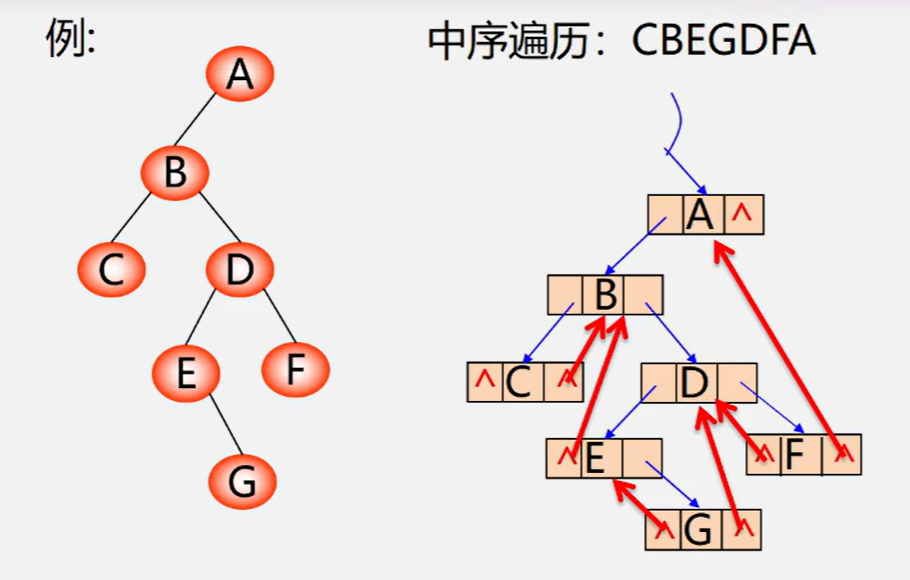 例:
中序遍历：CBEGDFA
A
B
C
D
E
F
G
A ^
B
^ C ^
D
^ E
^ F ^
^ G ^